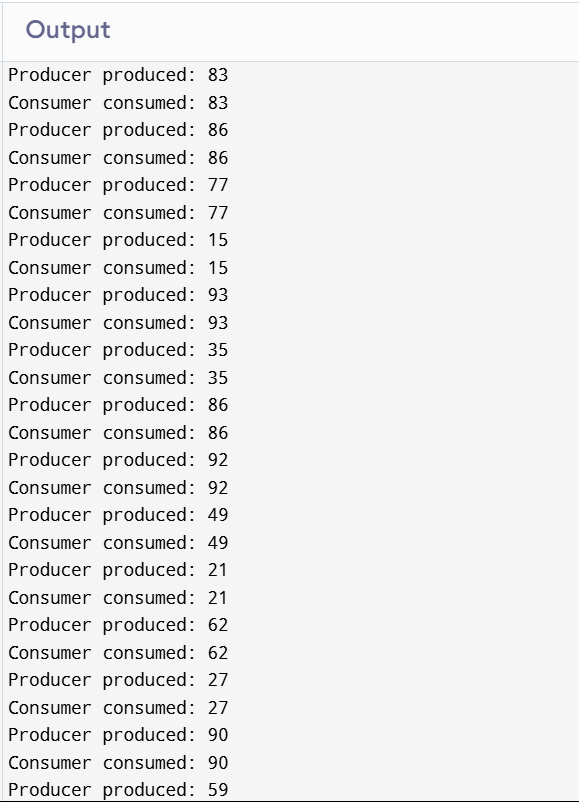 Output
Producer produced: 83
Consumer consumed: 83
Producer produced: 86
Consumer consumed: 86
Producer produced: 77
Consumer consumed: 77
Producer produced: 15
Consumer consumed: 15
Producer produced: 93
Consumer consumed: 93
Producer produced: 35
Consumer consumed: 35
Producer produced: 86
Consumer consumed: 86
Producer produced: 92
Consumer consumed: 92
Producer produced: 49
Consumer consumed: 49
Producer produced: 21
Consumer consumed: 21
Producer produced: 62
Consumer consumed: 62
Producer produced: 27
Consumer consumed: 27
Producer produced: 90
Consumer consumed: 90
Producer produced: 59